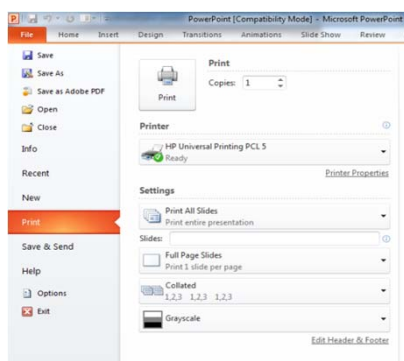 PowerPoint [Compatibility Mode] - Microsoft PowerPoint
File Home Insert Design Transitions Animations Slide Show Review
Save
Save As
Save as Adobe PDF
Open
Close
Info
Recent
New
Print
Save & Send
Help
Options
Exit
Print
Print
Copies: 1
Printer
HP Universal Printing PCL 5
Ready
Printer Properties
Settings
Print All Slides
Print entire presentation
Slides:
Full Page Slides
Print 1 slide per page
Collated
1,2,3 1,2,3 1,2,3
Grayscale
Edit Header & Footer